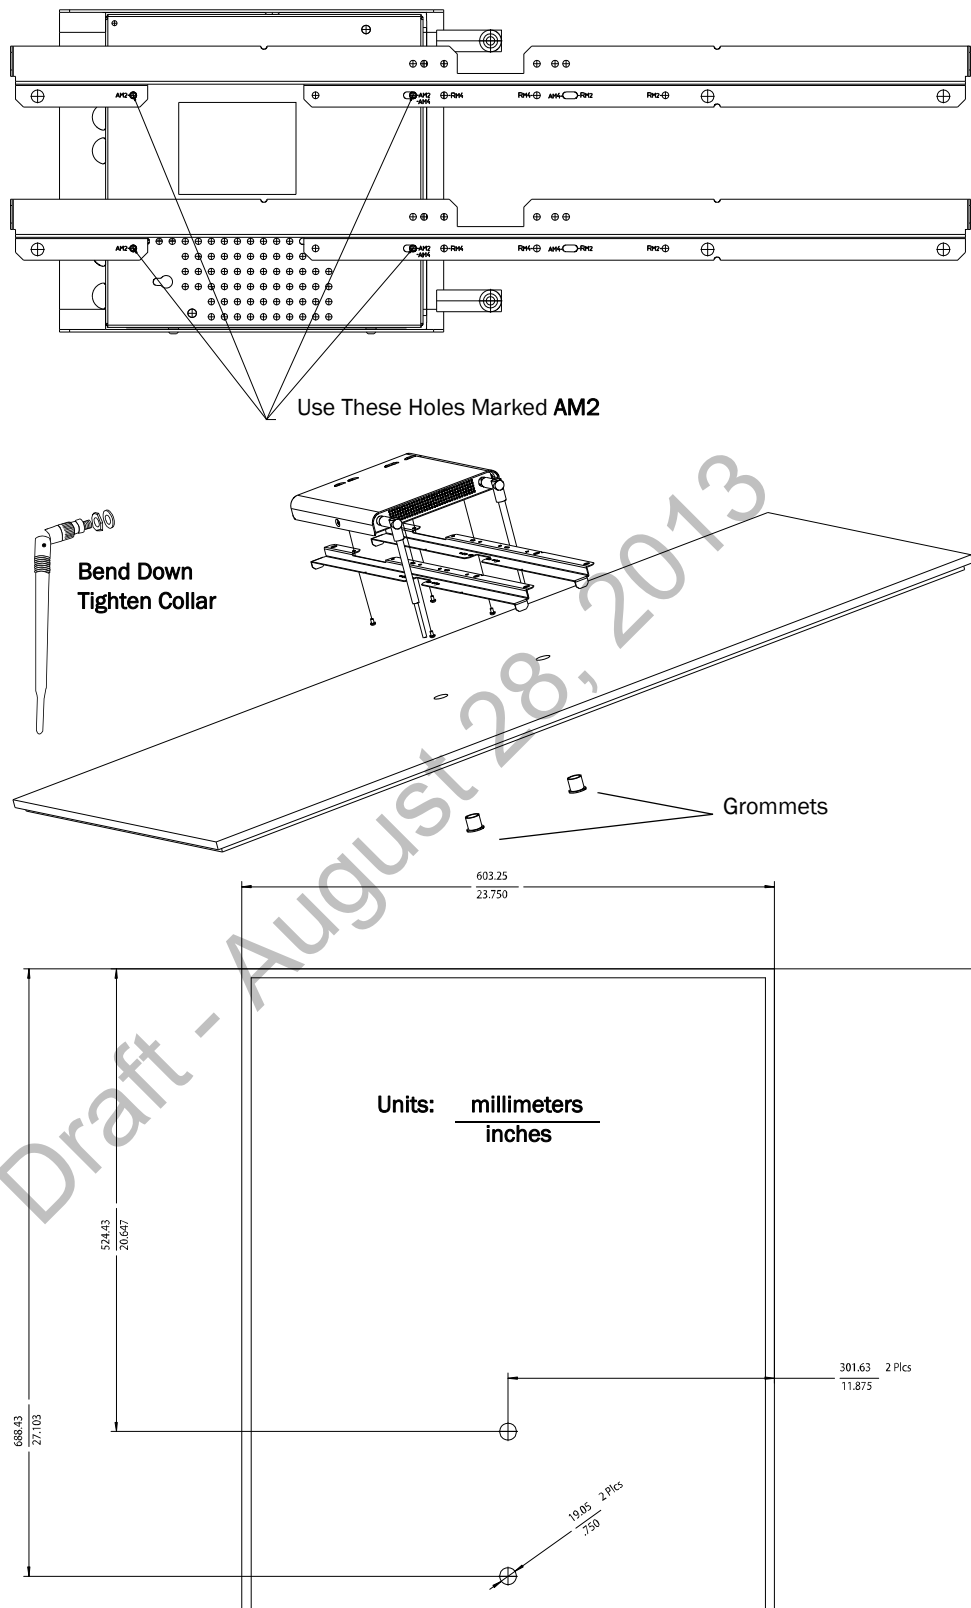 AM2 AM2 RM4 RM4 AM4 RM2 RM2
-AM4
AM2 AM2 RM4 RM4 AM4 RM2 RM2
-AM4
Use These Holes Marked AM2
Bend Down
Tighten Collar
Grommets
603.25
23.750
Units: millimeters
inches
524.43
20.647
301.63 2 Plcs
11.875
688.43
27.103
19.05 2 Plcs
.750
Draft - August 28, 2013